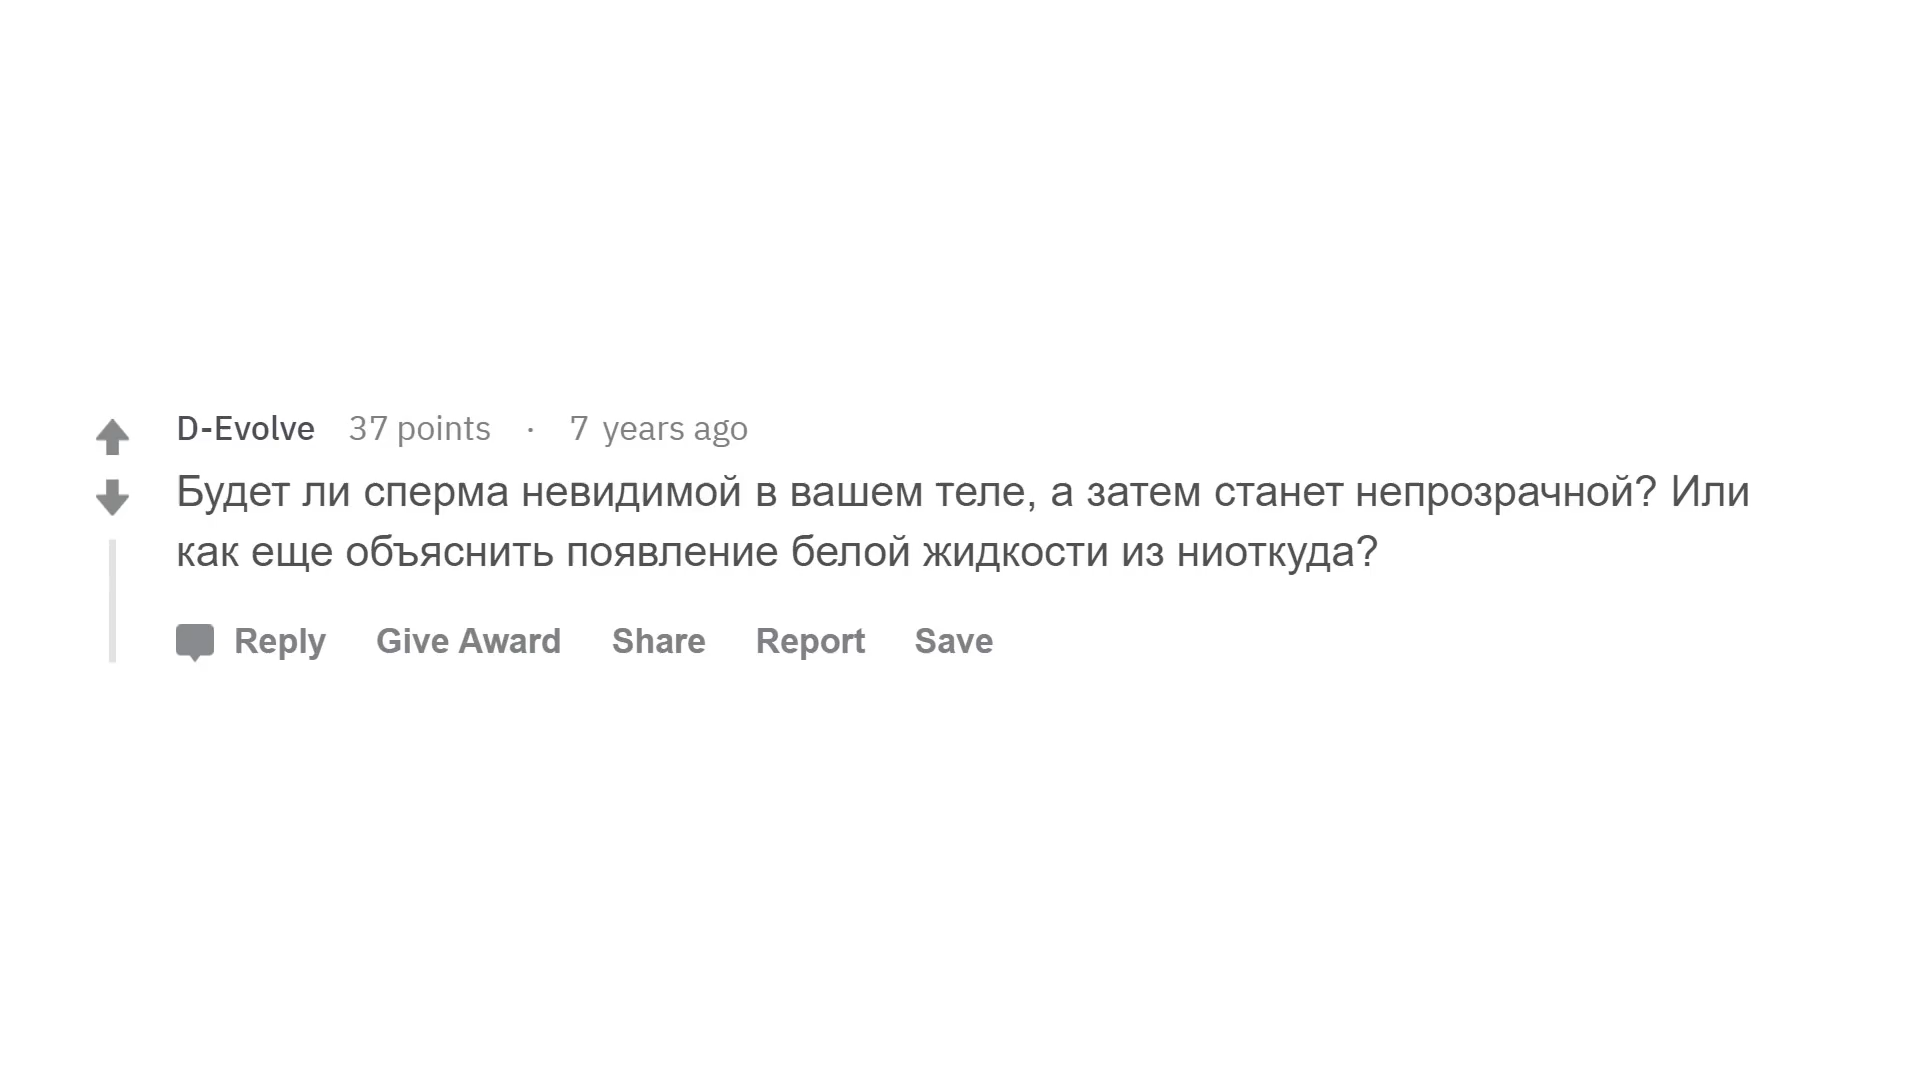 D-Evolve 37 points · 7 years ago
Будет ли сперма невидимой в вашем теле, а затем станет непрозрачной? Или
как еще объяснить появление белой жидкости из ниоткуда?
Reply Give Award Share Report Save